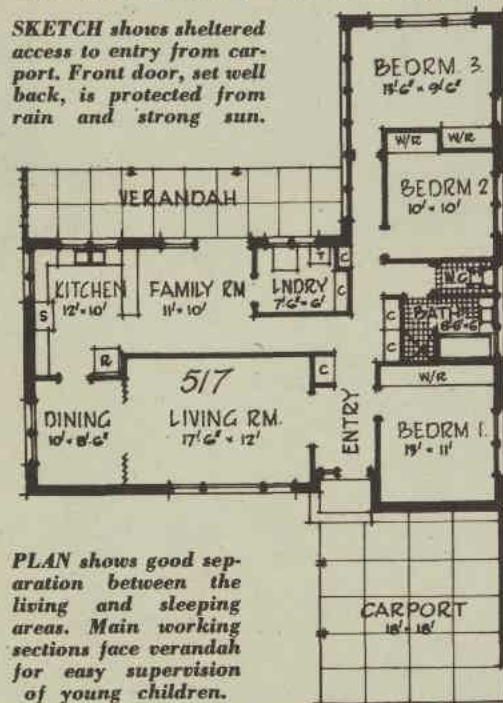 SKETCH shows sheltered
access to entry from car-
port. Front door, set well
back, is protected from
rain and strong sun.
BEDRM 3.
13'6" × 9'6"
W/R
W/R
BEDRM 2
10' × 10'
VERANDAH
KITCHEN
12' × 10'
FAMILY RM
11' × 10'
LNDRY
7'6" × 6'
T
C
C
S
R
W.C
BATH
C
C
W/R
517
C
DINING
10' × 8'6"
LIVING RM.
17'6" × 12'
ENTRY
BEDRM 1.
13' × 11'
PLAN shows good sep-
aration between the
living and sleeping
areas. Main working
sections face verandah
for easy supervision
of young children.
CARPORT
18' × 18'